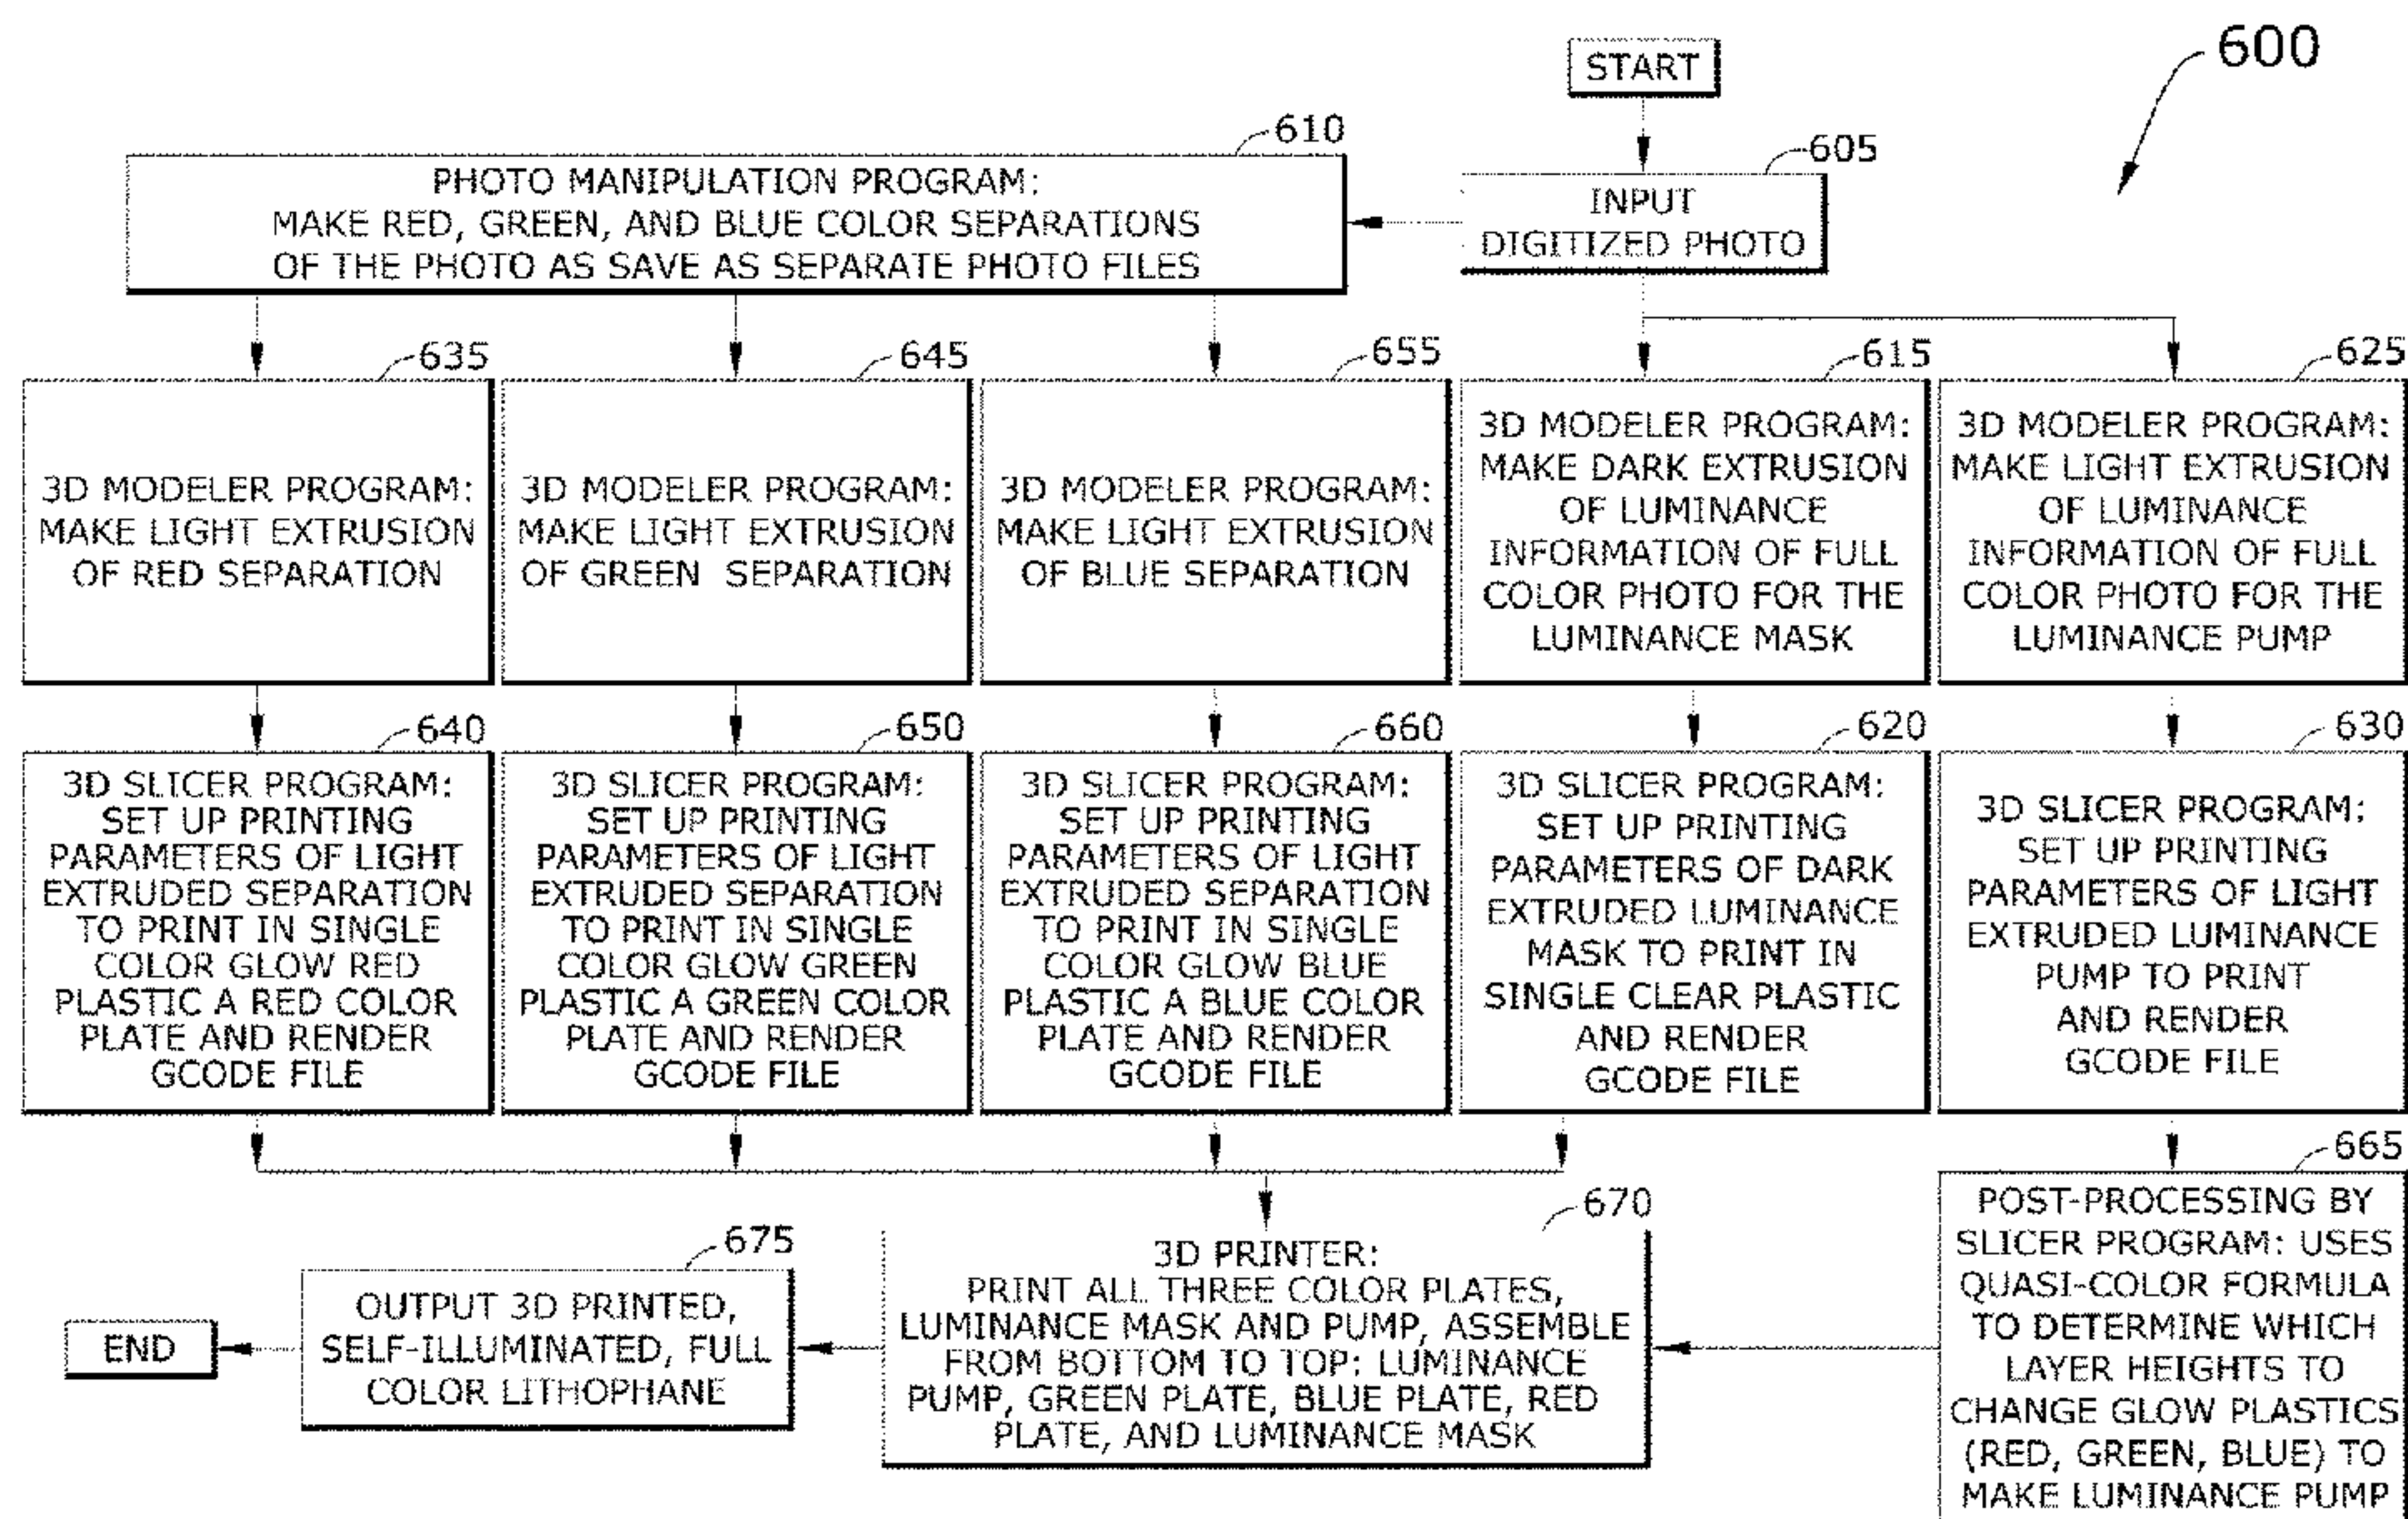 600
START
605
INPUT
DIGITIZED PHOTO
610
PHOTO MANIPULATION PROGRAM:
MAKE RED, GREEN, AND BLUE COLOR SEPARATIONS
OF THE PHOTO AS SAVE AS SEPARATE PHOTO FILES
635
3D MODELER PROGRAM:
MAKE LIGHT EXTRUSION
OF RED SEPARATION
645
3D MODELER PROGRAM:
MAKE LIGHT EXTRUSION
OF GREEN SEPARATION
655
3D MODELER PROGRAM:
MAKE LIGHT EXTRUSION
OF BLUE SEPARATION
615
3D MODELER PROGRAM:
MAKE DARK EXTRUSION
OF LUMINANCE
INFORMATION OF FULL
COLOR PHOTO FOR THE
LUMINANCE MASK
625
3D MODELER PROGRAM:
MAKE LIGHT EXTRUSION
OF LUMINANCE
INFORMATION OF FULL
COLOR PHOTO FOR THE
LUMINANCE PUMP
640
3D SLICER PROGRAM:
SET UP PRINTING
PARAMETERS OF LIGHT
EXTRUDED SEPARATION
TO PRINT IN SINGLE
COLOR GLOW RED
PLASTIC A RED COLOR
PLATE AND RENDER
GCODE FILE
650
3D SLICER PROGRAM:
SET UP PRINTING
PARAMETERS OF LIGHT
EXTRUDED SEPARATION
TO PRINT IN SINGLE
COLOR GLOW GREEN
PLASTIC A GREEN COLOR
PLATE AND RENDER
GCODE FILE
660
3D SLICER PROGRAM:
SET UP PRINTING
PARAMETERS OF LIGHT
EXTRUDED SEPARATION
TO PRINT IN SINGLE
COLOR GLOW BLUE
PLASTIC A BLUE COLOR
PLATE AND RENDER
GCODE FILE
620
3D SLICER PROGRAM:
SET UP PRINTING
PARAMETERS OF DARK
EXTRUDED LUMINANCE
MASK TO PRINT IN
SINGLE CLEAR PLASTIC
AND RENDER
GCODE FILE
630
3D SLICER PROGRAM:
SET UP PRINTING
PARAMETERS OF LIGHT
EXTRUDED LUMINANCE
PUMP TO PRINT
AND RENDER
GCODE FILE
665
POST-PROCESSING BY
SLICER PROGRAM: USES
QUASI-COLOR FORMULA
TO DETERMINE WHICH
LAYER HEIGHTS TO
CHANGE GLOW PLASTICS
(RED, GREEN, BLUE) TO
MAKE LUMINANCE PUMP
670
3D PRINTER:
PRINT ALL THREE COLOR PLATES,
LUMINANCE MASK AND PUMP, ASSEMBLE
FROM BOTTOM TO TOP: LUMINANCE
PUMP, GREEN PLATE, BLUE PLATE, RED
PLATE, AND LUMINANCE MASK
675
OUTPUT 3D PRINTED,
SELF-ILLUMINATED, FULL
COLOR LITHOPHANE
END